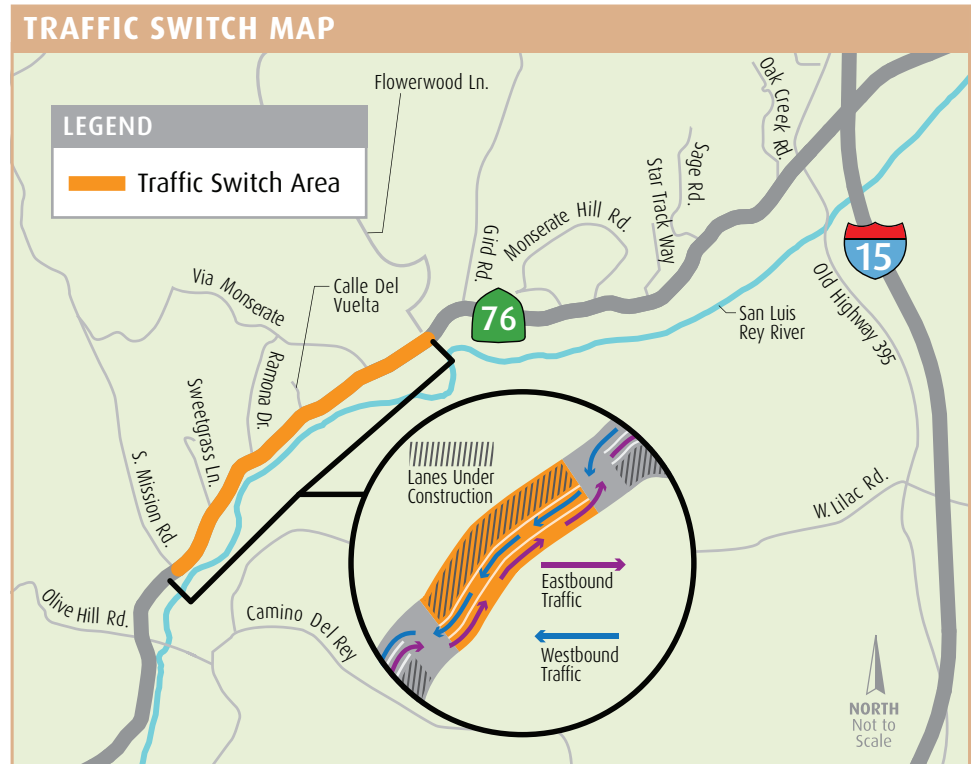 TRAFFIC SWITCH MAP
Flowerwood Ln.
LEGEND
Traffic Switch Area
Oak Creek Rd.
Sage Rd.
Star Track Way
Gird Rd.
Monserate Hill Rd.
15
Via Monserate
Calle Del
Vuelta
76
San Luis
Rey River
Old Highway 395
Ramona Dr.
Sweetgrass Ln.
S. Mission Rd.
Lanes Under
Construction
W. Lilac Rd.
Eastbound
Traffic
Olive Hill Rd.
Camino Del Rey
Westbound
Traffic
NORTH
Not to
Scale